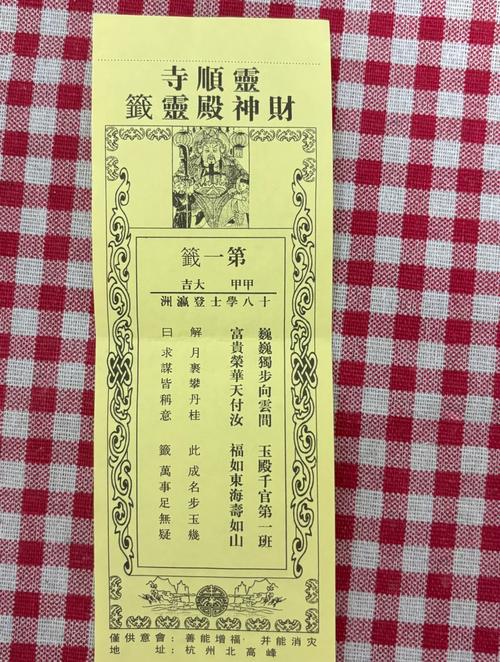 靈順寺
財神殿靈籤
第一籤
甲甲 大吉
十八學士登瀛洲
巍巍獨步向雲間 玉殿千官第一班
富貴榮華天付汝 福如東海壽如山
解 月裹攀丹桂 此 成名步玉幾
曰 求謀皆稱意 籤 萬事足無疑
僅供意會：善能增福 并能消灾
地 址：杭州北高峰